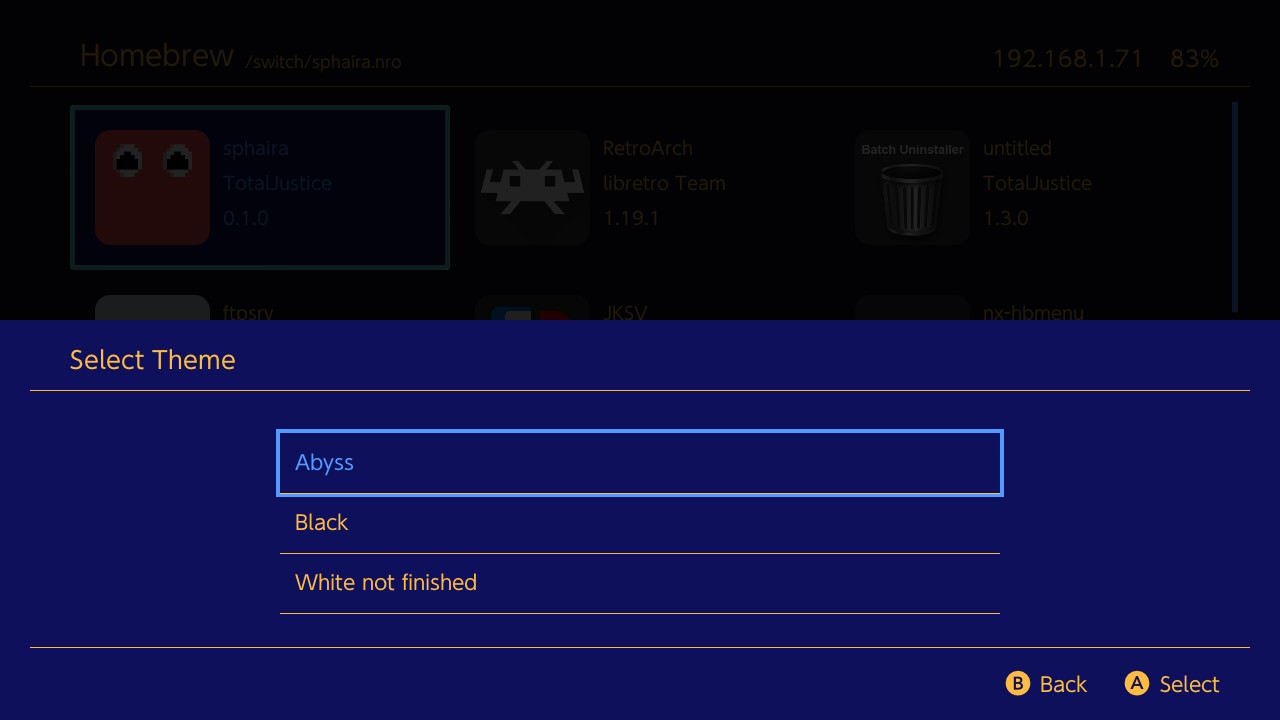 Homebrew /switch/sphaira.nro 192.168.1.71 83%
sphaira
TotalJustice
0.1.0
RetroArch
libretro Team
1.19.1
Batch Uninstaller
untitled
TotalJustice
1.3.0
ftpsrv
JKSV
nx-hbmenu
Select Theme
Abyss
Black
White not finished
B Back A Select